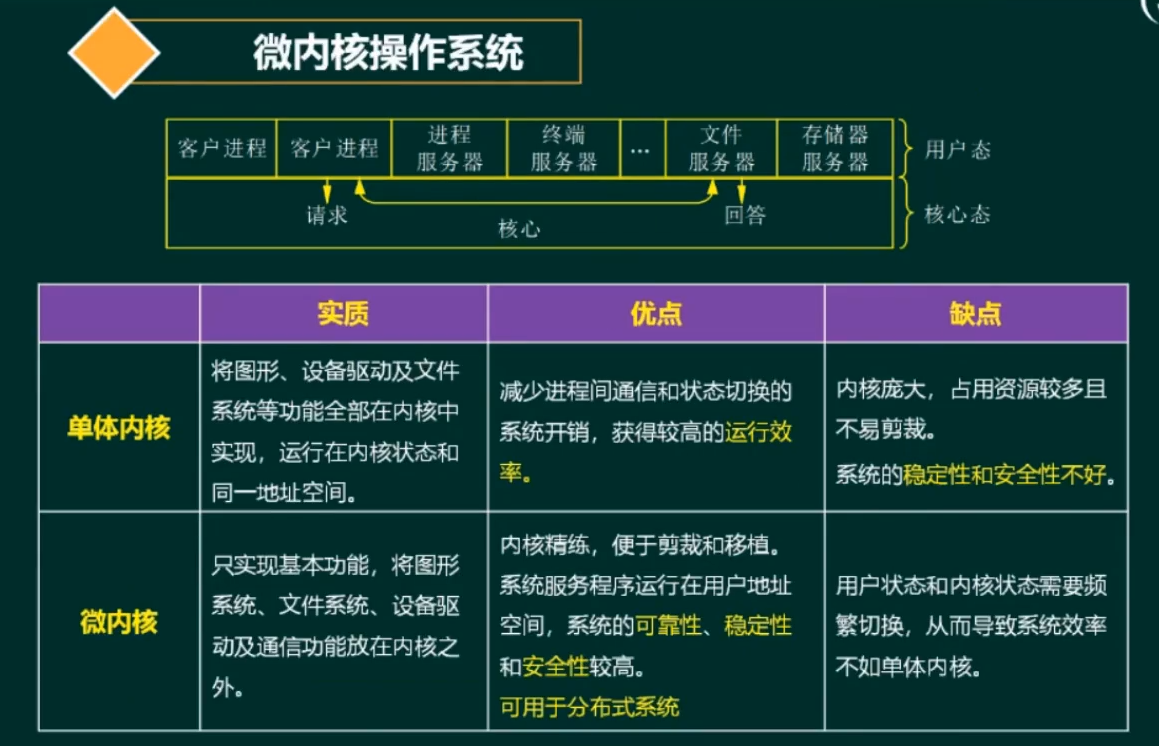 微内核操作系统
客户进程 客户进程 进程 服务器 终端 服务器 … 文件 服务器 存储器 服务器 用户态
请求 核心 回答 核心态
实质 优点 缺点
单体内核
将图形、设备驱动及文件
系统等功能全部在内核中
实现，运行在内核状态和
同一地址空间。
减少进程间通信和状态切换的
系统开销，获得较高的运行效
率。
内核庞大，占用资源较多且
不易剪裁。
系统的稳定性和安全性不好。
微内核
只实现基本功能，将图形
系统、文件系统、设备驱
动及通信功能放在内核之
外。
内核精练，便于剪裁和移植。
系统服务程序运行在用户地址
空间，系统的可靠性、稳定性
和安全性较高。
可用于分布式系统
用户状态和内核状态需要频
繁切换，从而导致系统效率
不如单体内核。